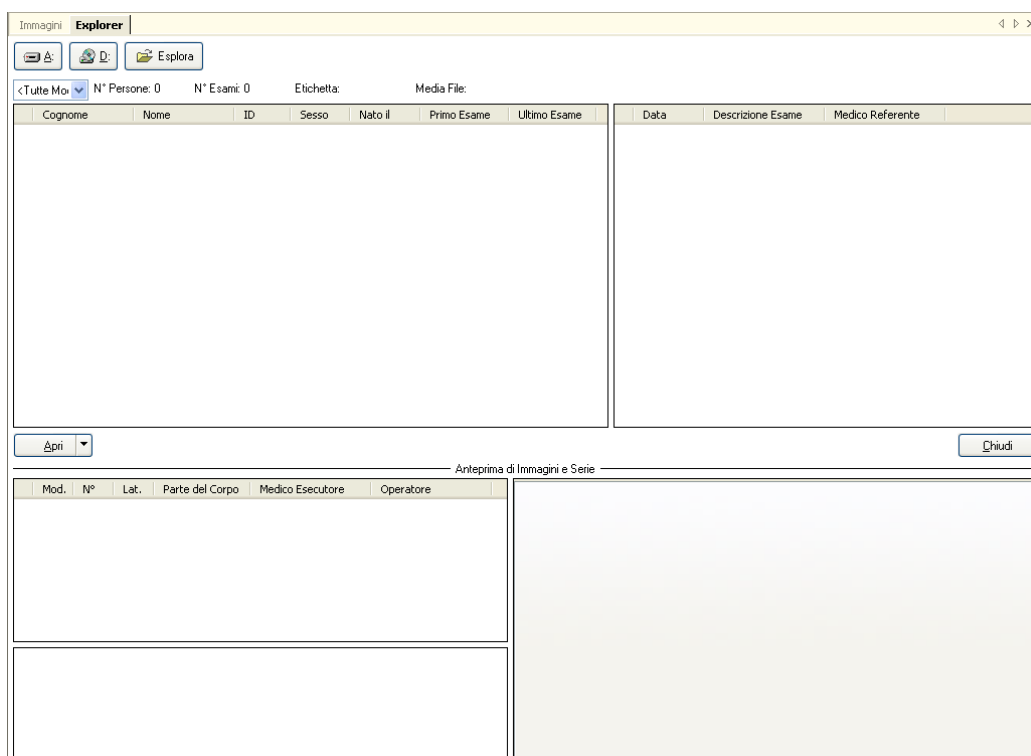 Immagini Explorer
A: D: Esplora
<Tutte Mo N° Persone: 0 N° Esami: 0 Etichetta: Media File:
Cognome Nome ID Sesso Nato il Primo Esame Ultimo Esame Data Descrizione Esame Medico Referente
Apri Chiudi
Anteprima di Immagini e Serie
Mod. N° Lat. Parte del Corpo Medico Esecutore Operatore